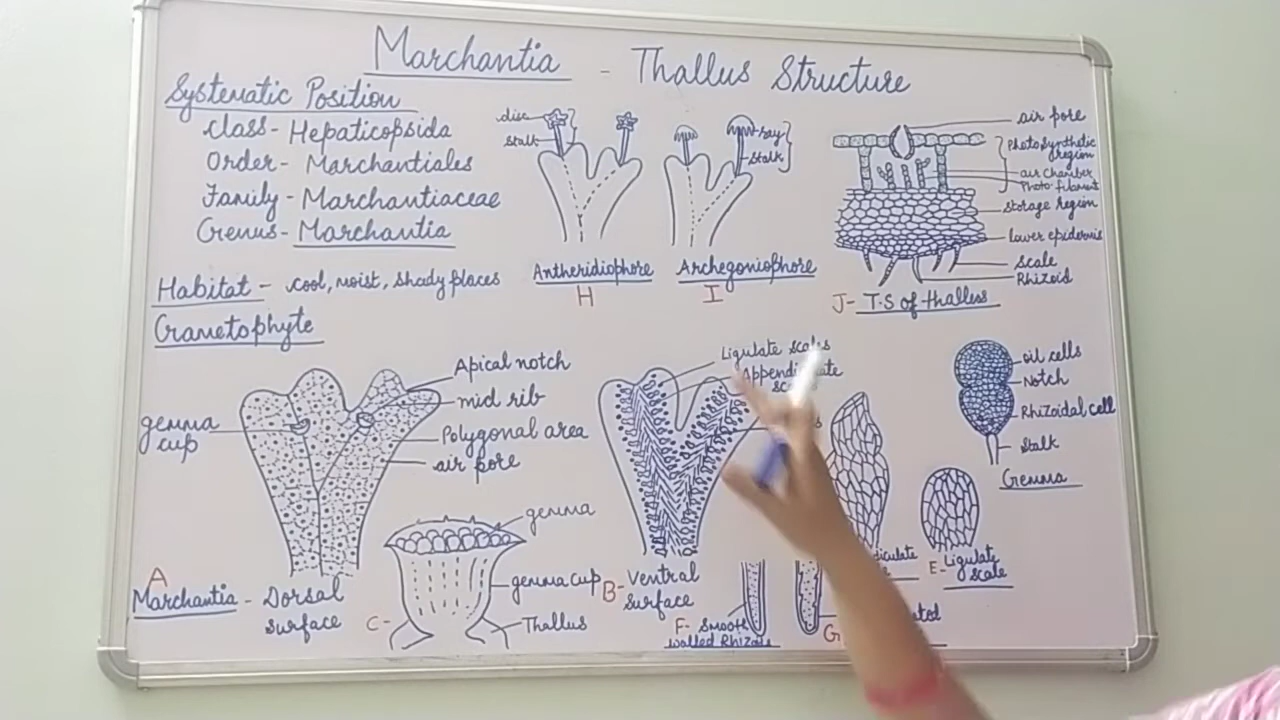 Marchantia - Thallus Structure
Systematic Position
Class - Hepaticopsida
Order - Marchantiales
Family - Marchantiaceae
Genus - Marchantia
Habitat - cool, moist, shady places
Gametophyte
disc
Stalk
Antheridiophore
H
ray
Stalk
Archegoniophore
I
air pore
Photosynthetic
region
air chamber
Photo. filament
Storage region
Lower epidermis
Scale
Rhizoid
J- T.S of thallus
gemma
cup
Apical notch
mid rib
Polygonal area
air pore
A
Marchantia - Dorsal
Surface
gemma
gemma cup
Thallus
C-
Ligulate scales
B- Ventral
Surface
F- Smooth
walled Rhizoids
G
E- Ligulate
scale
oil cells
Notch
Rhizoidal cell
Stalk
Gemma